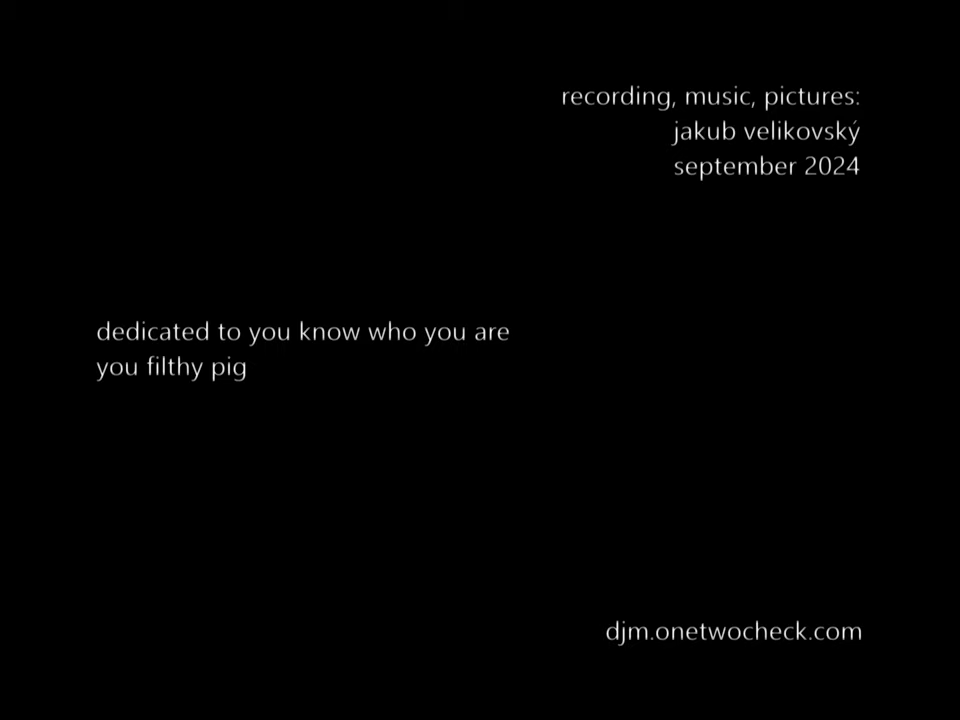 recording, music, pictures:
jakub velikovský
september 2024
dedicated to you know who you are
you filthy pig
djm.onetwocheck.com